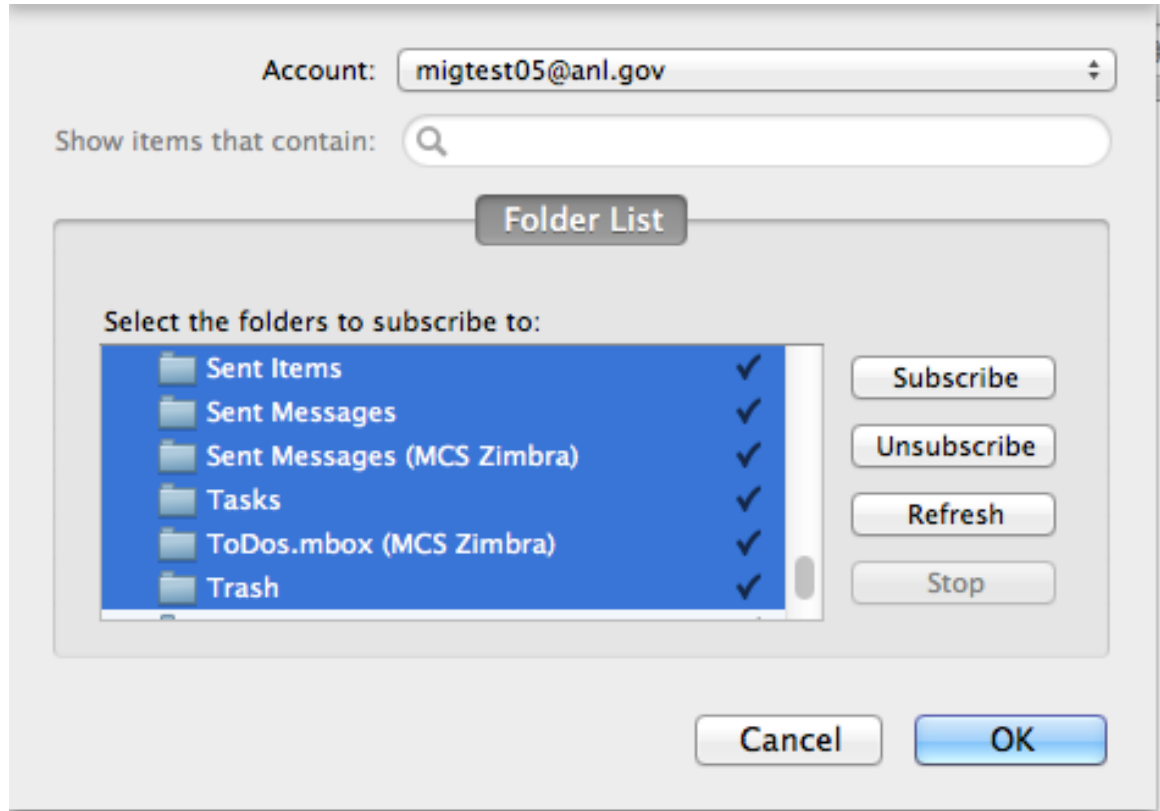 Account: migtest05@anl.gov
Show items that contain:
Folder List
Select the folders to subscribe to:
Sent Items
Subscribe
Sent Messages
Sent Messages (MCS Zimbra)
Unsubscribe
Tasks
Refresh
ToDos.mbox (MCS Zimbra)
Trash
Stop
Cancel
OK